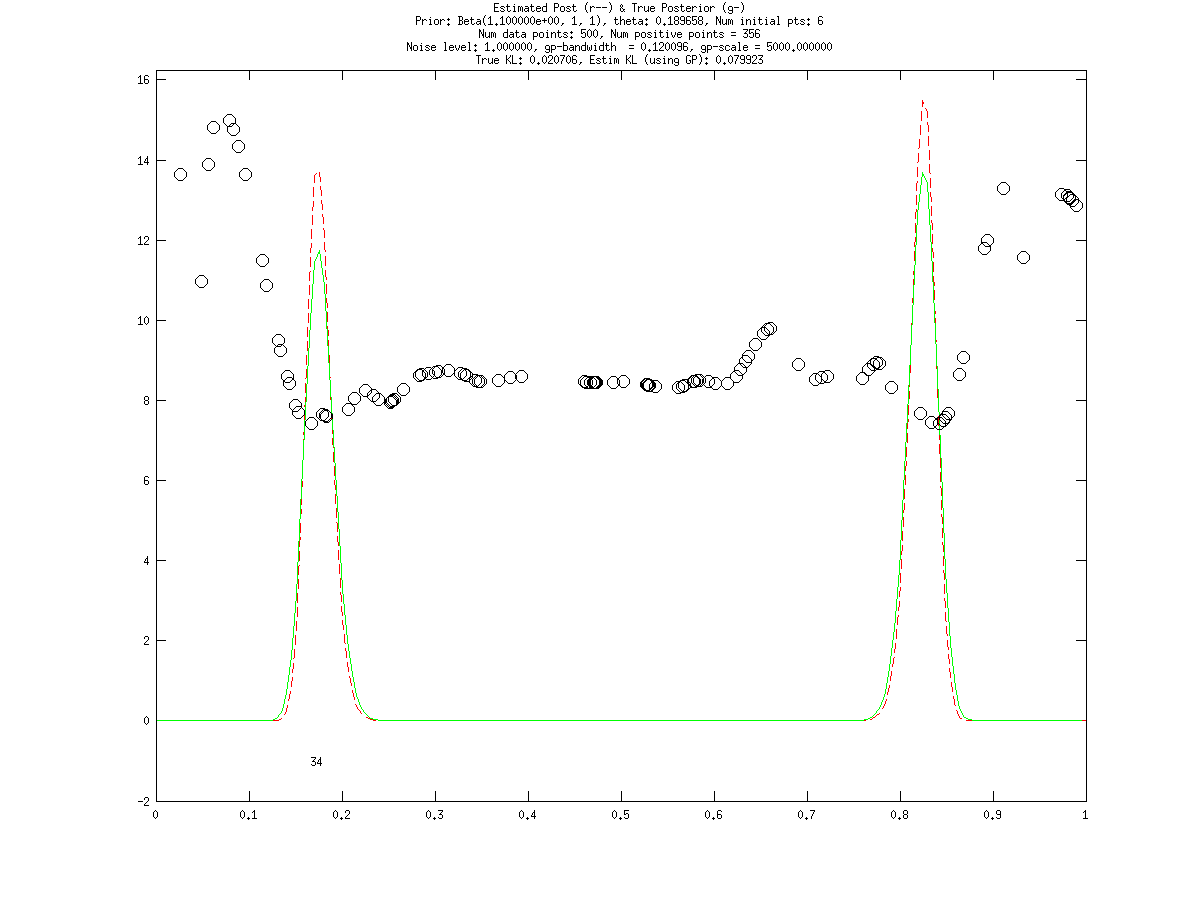 Estimated Post (r--) & True Posterior (g-)
Prior: Beta(1.100000e+00, 1, 1), theta: 0.189658, Num initial pts: 6
Num data points: 500, Num positive points = 356
Noise level: 1.000000, gp-bandwidth  = 0.120096, gp-scale = 5000.000000
True KL: 0.020706, Estim KL (using GP): 0.079923
16
14
12
10
8
6
4
2
0
34
-2
0 0.1 0.2 0.3 0.4 0.5 0.6 0.7 0.8 0.9 1